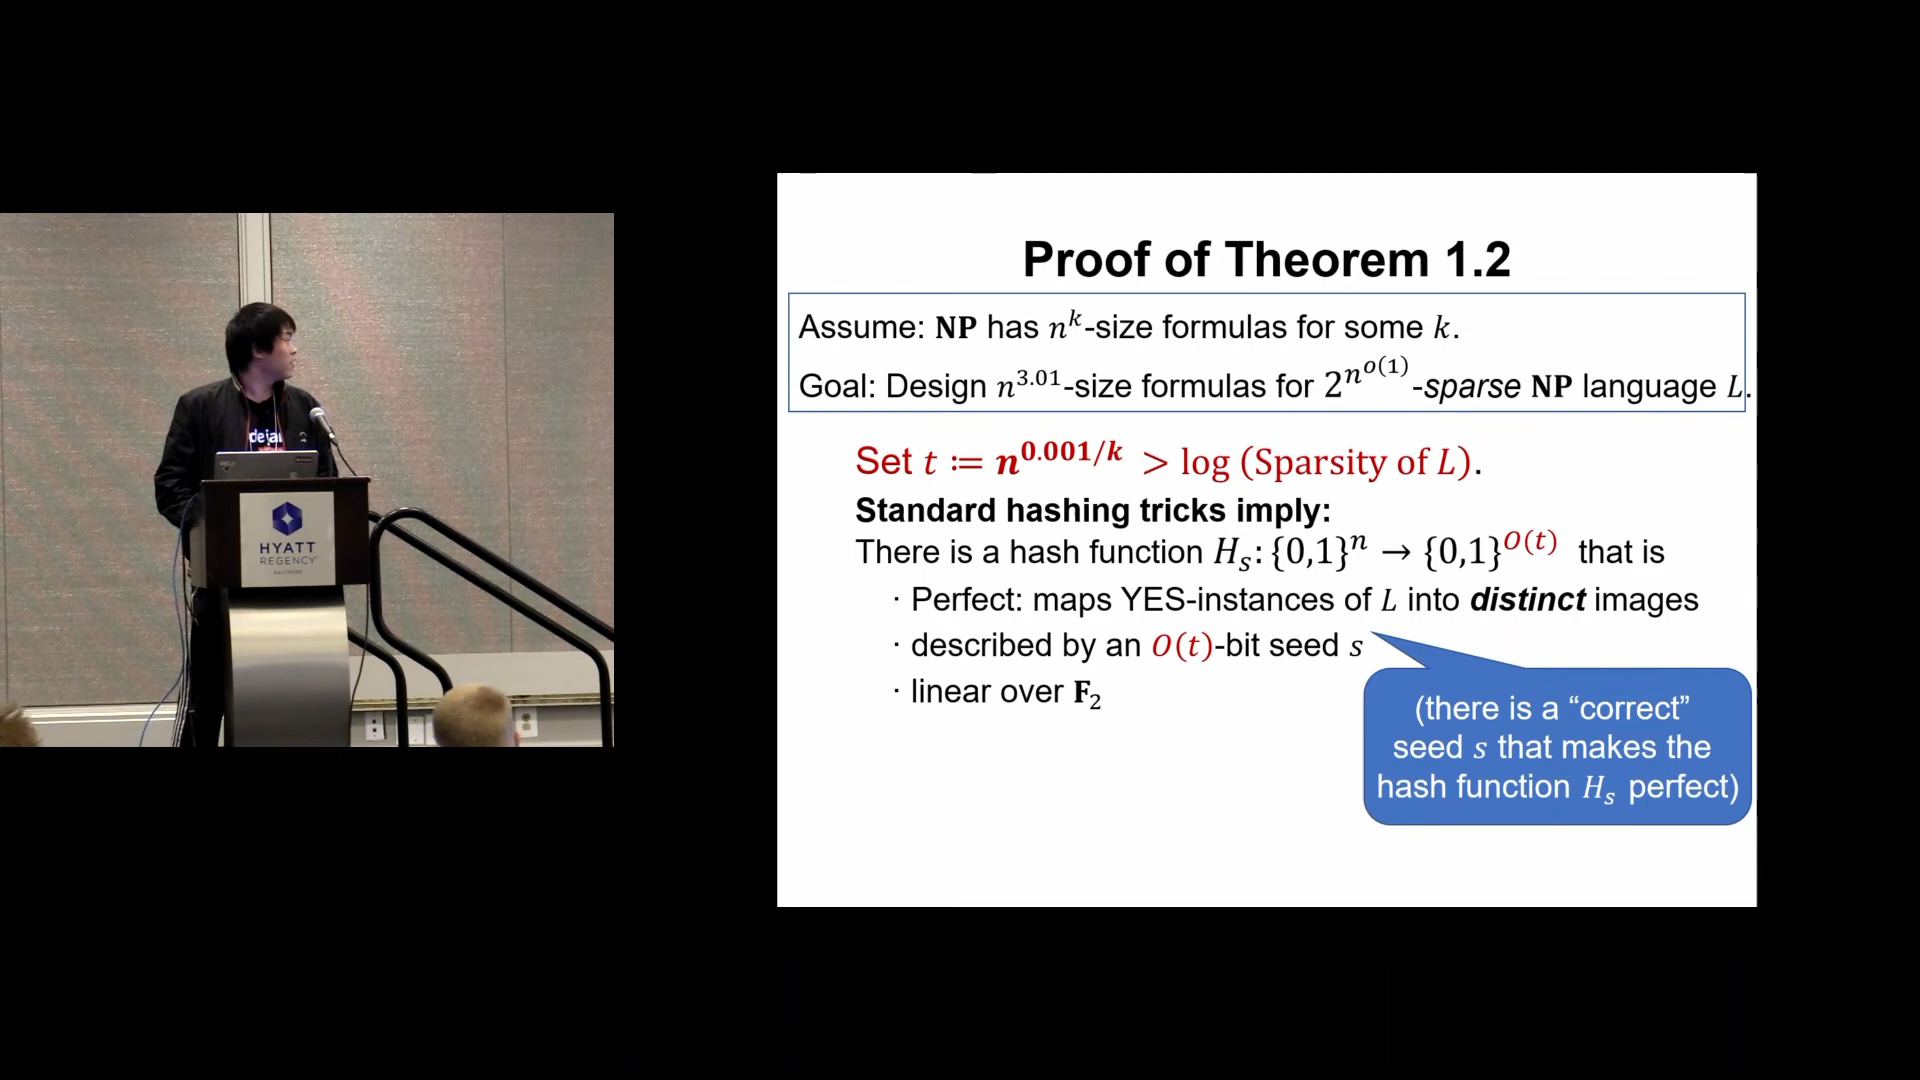 dejar
HYATT
REGENCY
BALTIMORE
Proof of Theorem 1.2
Assume: NP has n^k-size formulas for some k.
Goal: Design n^{3.01}-size formulas for 2^{n^{o(1)}}-sparse NP language L.
Set t := n^{0.001/k} > log (Sparsity of L).
Standard hashing tricks imply:
There is a hash function H_s: {0,1}^n → {0,1}^{O(t)} that is
· Perfect: maps YES-instances of L into distinct images
· described by an O(t)-bit seed s
· linear over F_2
(there is a “correct”
seed s that makes the
hash function H_s perfect)